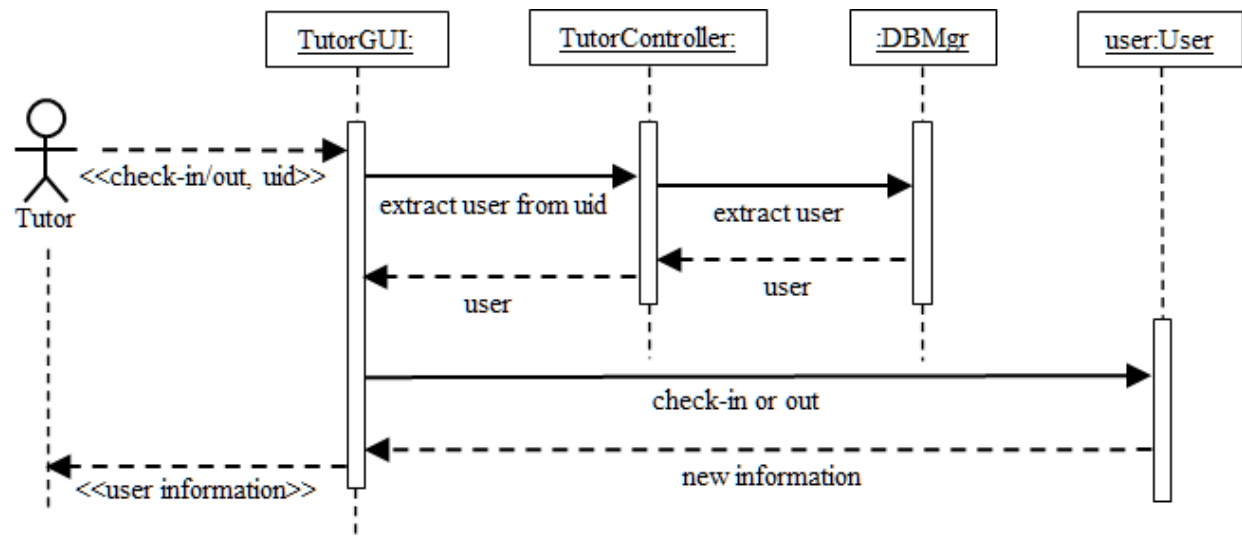 TutorGUI:
TutorController:
:DBMgr
user:User
<<check-in/out, uid>>
Tutor
extract user from uid
extract user
user
user
check-in or out
new information
<<user information>>